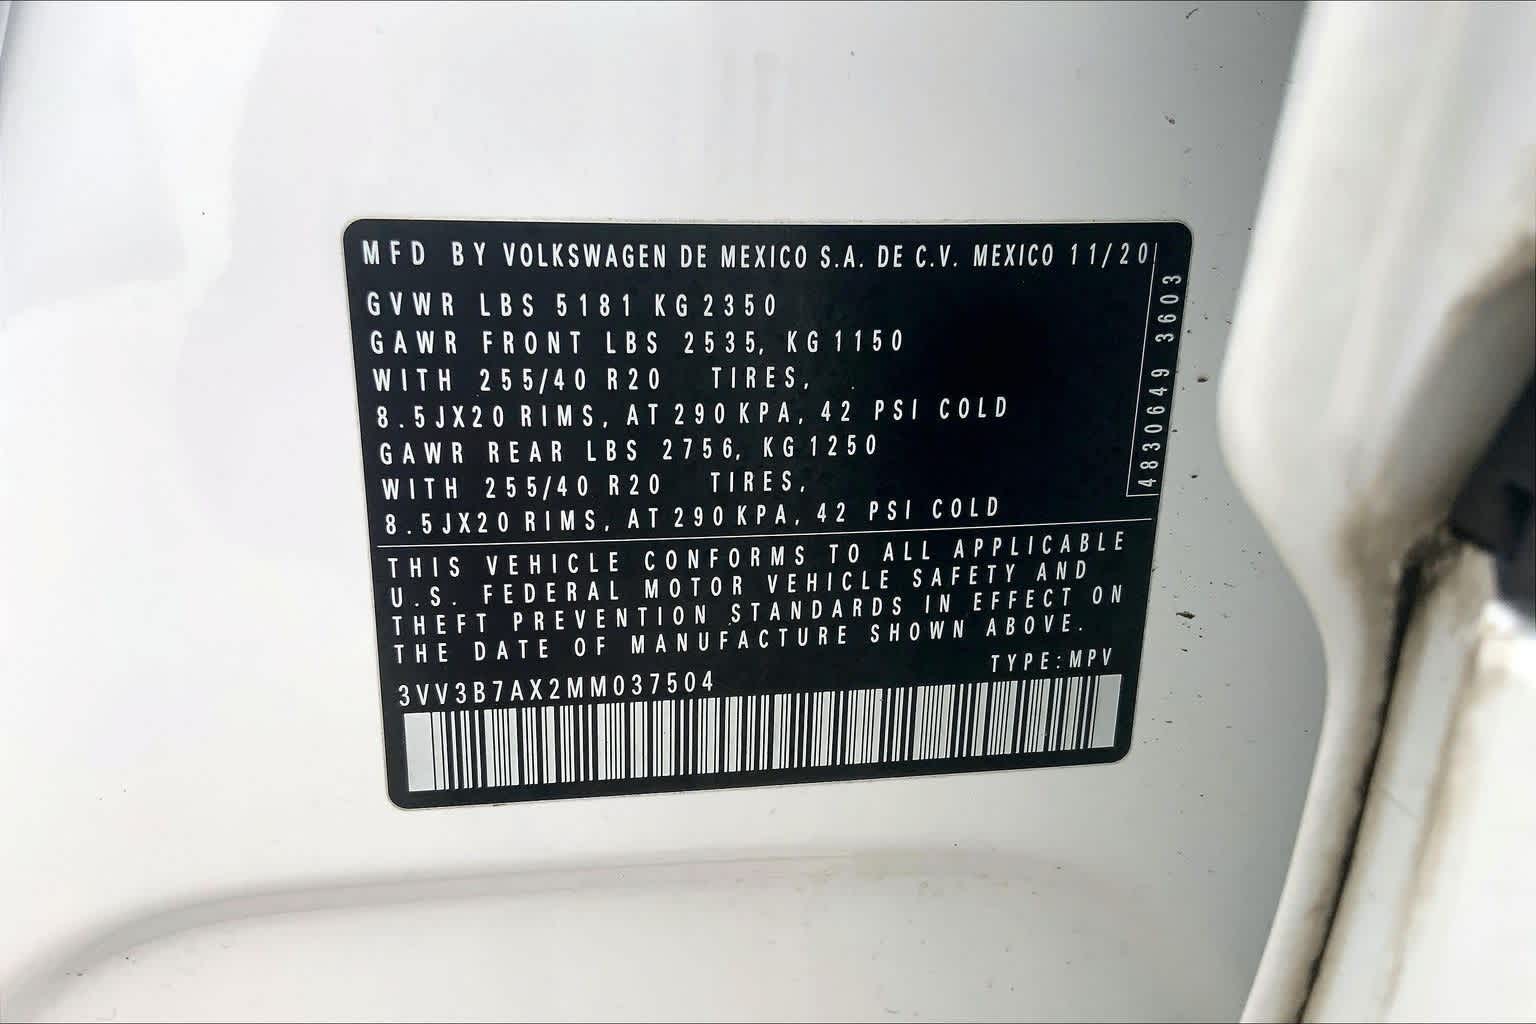 MFD BY VOLKSWAGEN DE MEXICO S.A. DE C.V. MEXICO 11/20
GVWR LBS 5181 KG 2350
GAWR FRONT LBS 2535, KG 1150
WITH 255/40 R20 TIRES,
8.5JX20 RIMS, AT 290 KPA, 42 PSI COLD
GAWR REAR LBS 2756, KG 1250
WITH 255/40 R20 TIRES,
8.5JX20 RIMS, AT 290 KPA, 42 PSI COLD
4830649 3603
THIS VEHICLE CONFORMS TO ALL APPLICABLE
U.S. FEDERAL MOTOR VEHICLE SAFETY AND
THEFT PREVENTION STANDARDS IN EFFECT ON
THE DATE OF MANUFACTURE SHOWN ABOVE.
TYPE: MPV
3VV3B7AX2MM037504